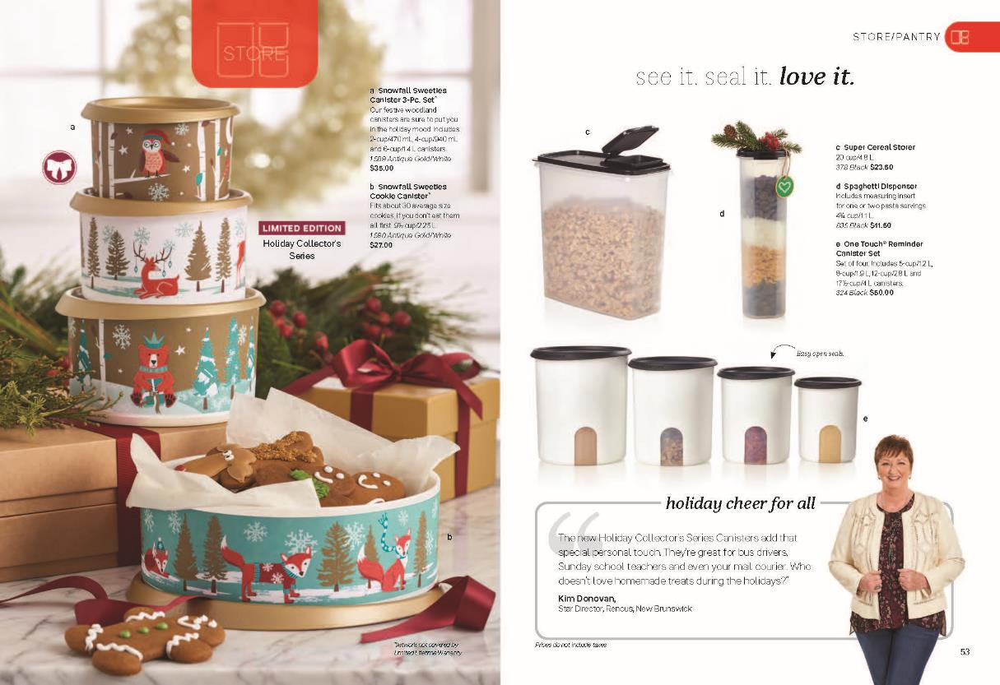 STORE
a
a Snowfall Sweeties
Canister 3-Pc. Set*
Our festive woodland
canisters are sure to put you
in the holiday mood. Includes
2-cup/470 mL, 4-cup/940 mL
and 6-cup/1.4 L canisters.
1589 Antique Gold/White
$35.00
b Snowfall Sweeties
Cookie Canister*
Fits about 30 average size
cookies, if you don't eat them
all first. 9½ cup/2.25 L
1590 Antique Gold/White
$27.00
LIMITED EDITION
Holiday Collector's
Series
b
*Artwork not covered by
Limited Lifetime Warranty.
STORE/PANTRY
see it. seal it. love it.
c
d
c Super Cereal Storer
20 cup/4.8 L
378 Black $23.50
d Spaghetti Dispenser
Includes measuring insert
for one or two pasta servings.
4¾ cup/1.1 L
Black $11.50
e One Touch® Reminder
Canister Set
Set of four. Includes 5-cup/1.2 L,
8-cup/1.9 L, 12-cup/2.8 L and
17½-cup/4 L canisters.
324 Black $50.00
Easy open seals.
e
holiday cheer for all
“The new Holiday Collector's Series Canisters add that
special personal touch. They're great for bus drivers,
Sunday school teachers and even your mail courier. Who
doesn't love homemade treats during the holidays?”
Kim Donovan,
Star Director, Renous, New Brunswick
Prices do not include taxes
53